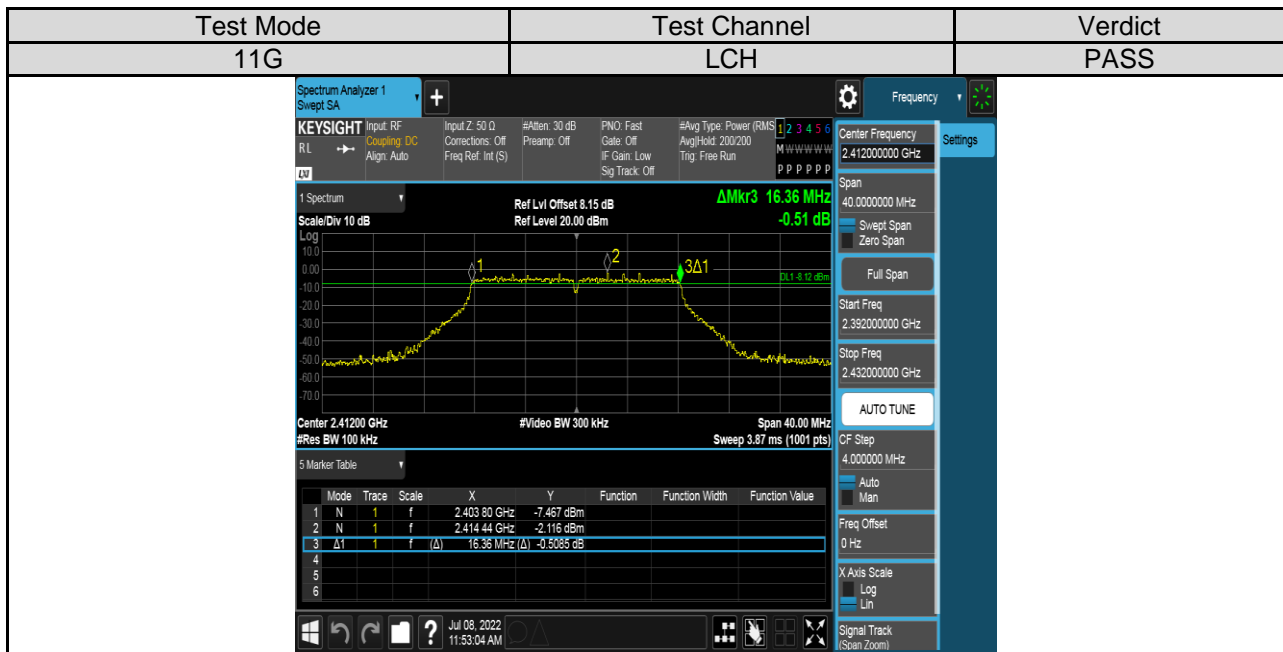 Test Mode Test Channel Verdict
11G LCH PASS
Spectrum Analyzer 1
Swept SA
+
Frequency
KEYSIGHT Input: RF Input Z: 50 Ω #Atten: 30 dB PNO: Fast #Avg Type: Power (RMS 1 2 3 4 5 6
RL Coupling: DC Corrections: Off Preamp: Off Gate: Off Avg|Hold: 200/200 M W W W W W
Align: Auto Freq Ref: Int (S) IF Gain: Low Trig: Free Run
LXI Sig Track: Off P P P P P P
1 Spectrum Ref Lvl Offset 8.15 dB ΔMkr3 16.36 MHz
Scale/Div 10 dB Ref Level 20.00 dBm -0.51 dB
Log
10.0
0.00
-10.0
-20.0
-30.0
-40.0
-50.0
-60.0
-70.0
1 2 3Δ1
DL1 -8.12 dBm
Center 2.41200 GHz #Video BW 300 kHz Span 40.00 MHz
#Res BW 100 kHz Sweep 3.87 ms (1001 pts)
5 Marker Table
Mode Trace Scale X Y Function Function Width Function Value
1 N 1 f 2.403 80 GHz -7.467 dBm
2 N 1 f 2.414 44 GHz -2.116 dBm
3 Δ1 1 f (Δ) 16.36 MHz (Δ) -0.5085 dB
4
5
6
Jul 08, 2022
11:53:04 AM
?
Settings
Center Frequency
2.412000000 GHz
Span
40.0000000 MHz
Swept Span
Zero Span
Full Span
Start Freq
2.392000000 GHz
Stop Freq
2.432000000 GHz
AUTO TUNE
CF Step
4.000000 MHz
Auto
Man
Freq Offset
0 Hz
X Axis Scale
Log
Lin
Signal Track
(Span Zoom)